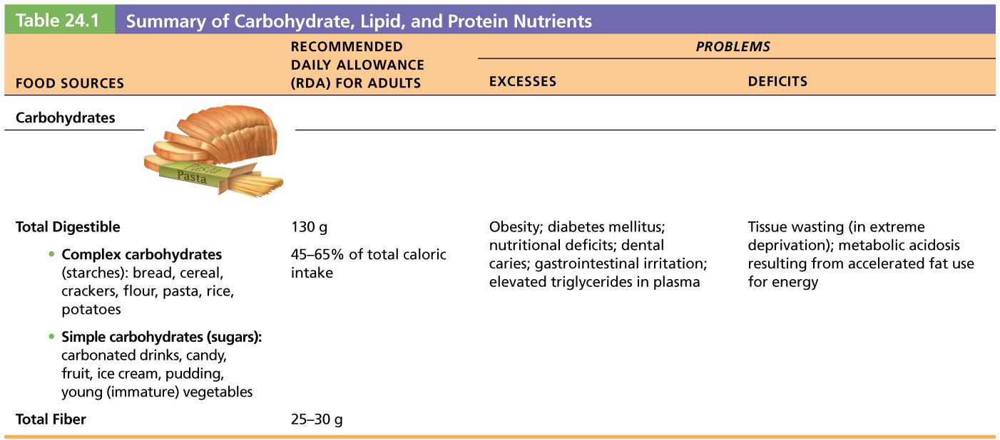 Table 24.1 Summary of Carbohydrate, Lipid, and Protein Nutrients
FOOD SOURCES
RECOMMENDED
DAILY ALLOWANCE
(RDA) FOR ADULTS
PROBLEMS
EXCESSES
DEFICITS
Carbohydrates
Pasta
Pasta
Total Digestible
130 g
Obesity; diabetes mellitus;
nutritional deficits; dental
caries; gastrointestinal irritation;
elevated triglycerides in plasma
Tissue wasting (in extreme
deprivation); metabolic acidosis
resulting from accelerated fat use
for energy
• Complex carbohydrates
(starches): bread, cereal,
crackers, flour, pasta, rice,
potatoes
45–65% of total caloric
intake
• Simple carbohydrates (sugars):
carbonated drinks, candy,
fruit, ice cream, pudding,
young (immature) vegetables
Total Fiber
25–30 g